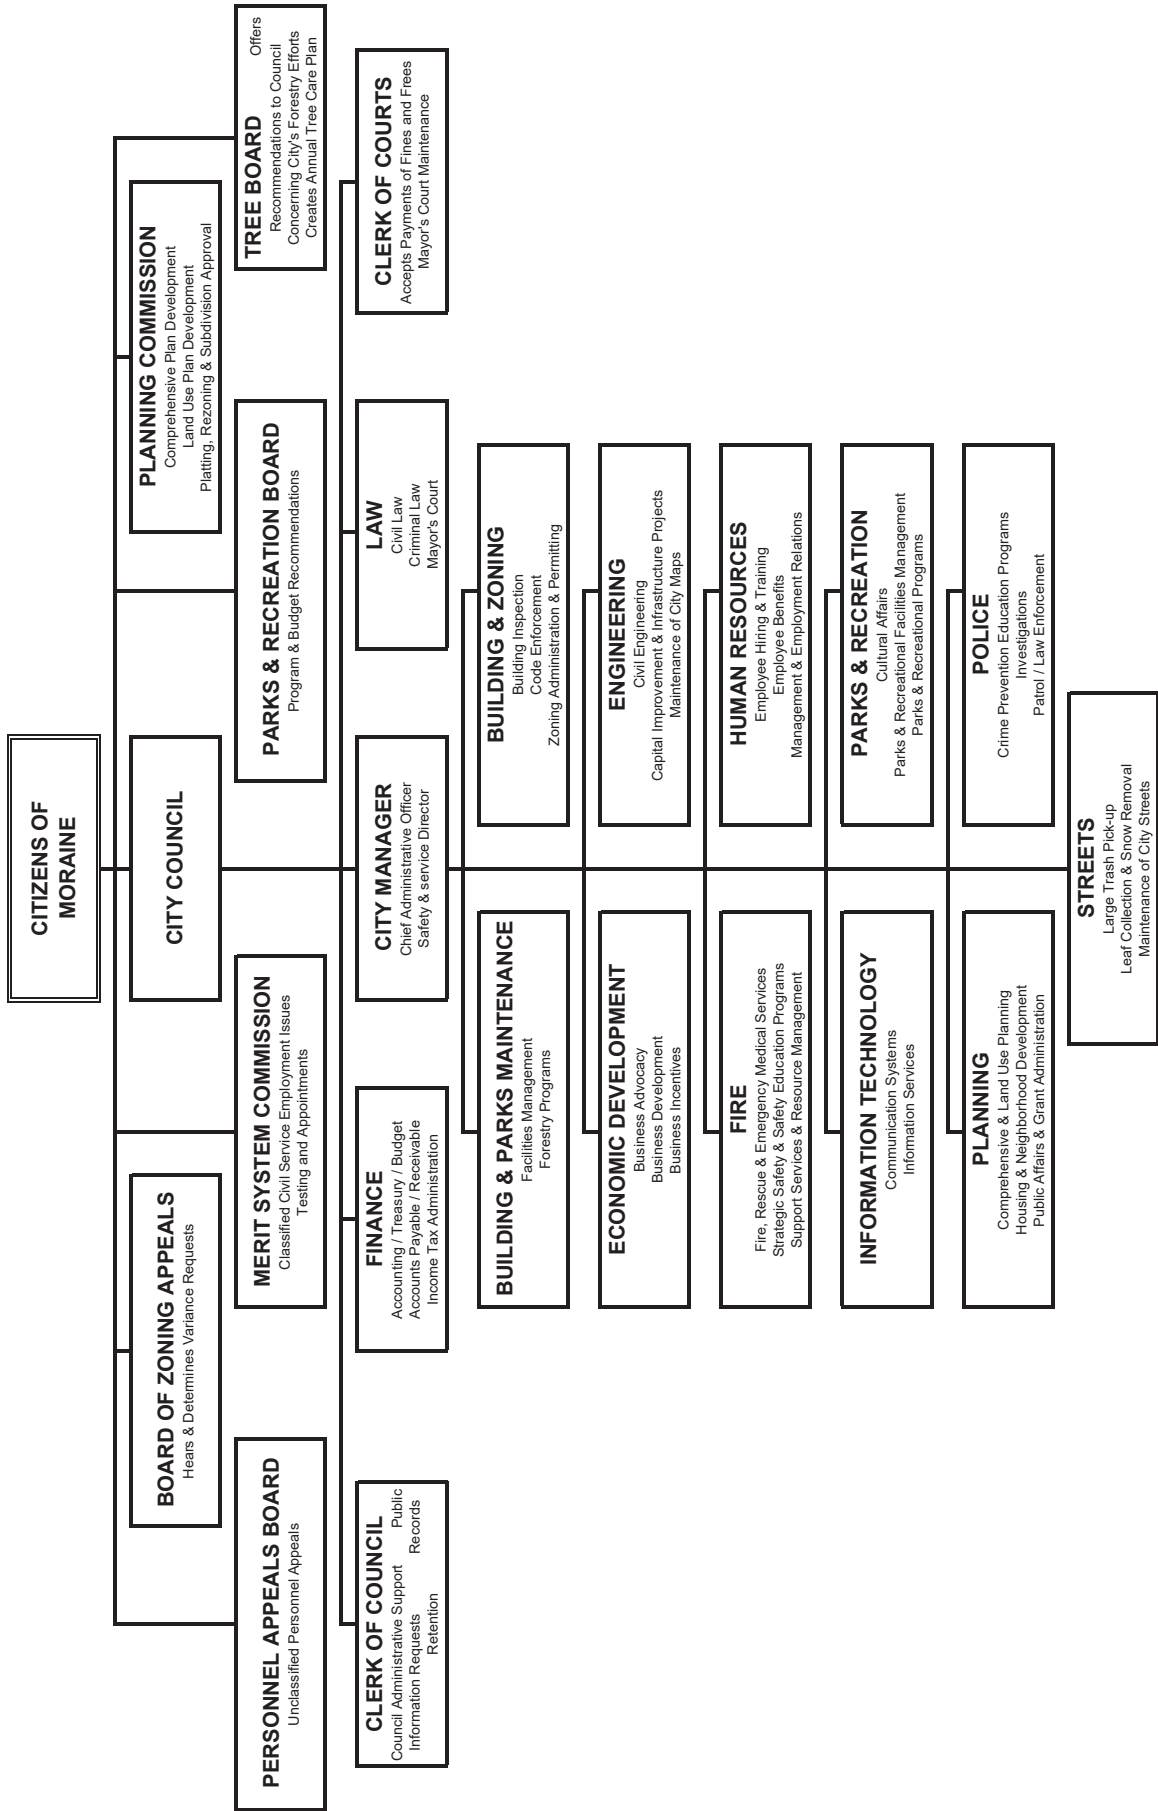 CITIZENS OF
MORAINE
BOARD OF ZONING APPEALS
Hears & Determines Variance Requests
CITY COUNCIL
PLANNING COMMISSION
Comprehensive Plan Development
Land Use Plan Development
Platting, Rezoning & Subdivision Approval
PERSONNEL APPEALS BOARD
Unclassified Personnel Appeals
MERIT SYSTEM COMMISSION
Classified Civil Service Employment Issues
Testing and Appointments
PARKS & RECREATION BOARD
Program & Budget Recommendations
TREE BOARD
Offers
Recommendations to Council
Concerning City's Forestry Efforts
Creates Annual Tree Care Plan
CLERK OF COUNCIL
Council Administrative Support Public
Information Requests Records
Retention
FINANCE
Accounting / Treasury / Budget
Accounts Payable / Receivable
Income Tax Administration
CITY MANAGER
Chief Administrative Officer
Safety & service Director
LAW
Civil Law
Criminal Law
Mayor's Court
CLERK OF COURTS
Accepts Payments of Fines and Frees
Mayor's Court Maintenance
BUILDING & PARKS MAINTENANCE
Facilities Management
Forestry Programs
BUILDING & ZONING
Building Inspection
Code Enforcement
Zoning Administration & Permitting
ECONOMIC DEVELOPMENT
Business Advocacy
Business Development
Business Incentives
ENGINEERING
Civil Engineering
Capital Improvement & Infrastructure Projects
Maintenance of City Maps
FIRE
Fire, Rescue & Emergency Medical Services
Strategic Safety & Safety Education Programs
Support Services & Resource Management
HUMAN RESOURCES
Employee Hiring & Training
Employee Benefits
Management & Employment Relations
INFORMATION TECHNOLOGY
Communication Systems
Information Services
PARKS & RECREATION
Cultural Affairs
Parks & Recreational Facilities Management
Parks & Recreational Programs
PLANNING
Comprehensive & Land Use Planning
Housing & Neighborhood Development
Public Affairs & Grant Administration
POLICE
Crime Prevention Education Programs
Investigations
Patrol / Law Enforcement
STREETS
Large Trash Pick-up
Leaf Collection & Snow Removal
Maintenance of City Streets